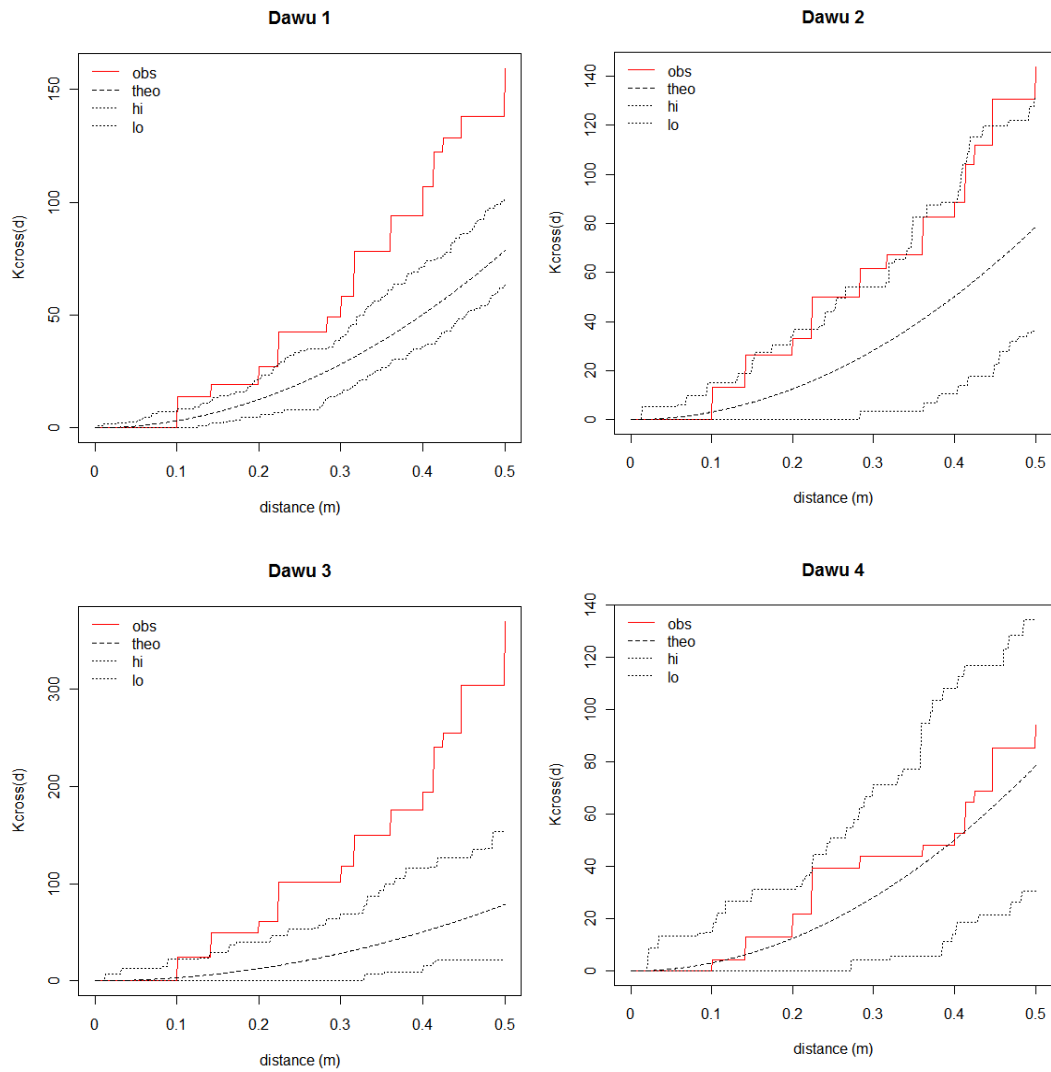 Dawu 1
obs
theo
hi
lo
Kcross(d)
0
50
100
150
0
0.1
0.2
0.3
0.4
0.5
distance (m)
Dawu 2
obs
theo
hi
lo
Kcross(d)
0
20
40
60
80
100
120
140
0
0.1
0.2
0.3
0.4
0.5
distance (m)
Dawu 3
obs
theo
hi
lo
Kcross(d)
0
100
200
300
0
0.1
0.2
0.3
0.4
0.5
distance (m)
Dawu 4
obs
theo
hi
lo
Kcross(d)
0
20
40
60
80
100
120
140
0
0.1
0.2
0.3
0.4
0.5
distance (m)